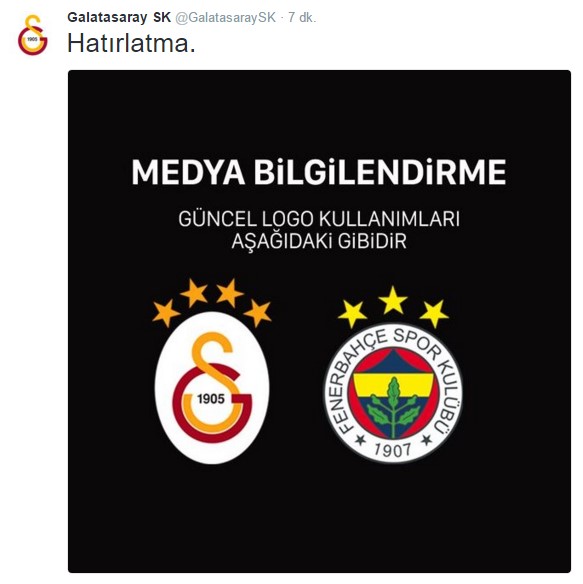 Galatasaray SK @GalatasaraySK · 7 dk.
Hatırlatma.
MEDYA BİLGİLENDİRME
GÜNCEL LOGO KULLANIMLARI
AŞAĞIDAKİ GİBİDİR
1905
FENERBAHÇE SPOR KULÜBÜ
1907